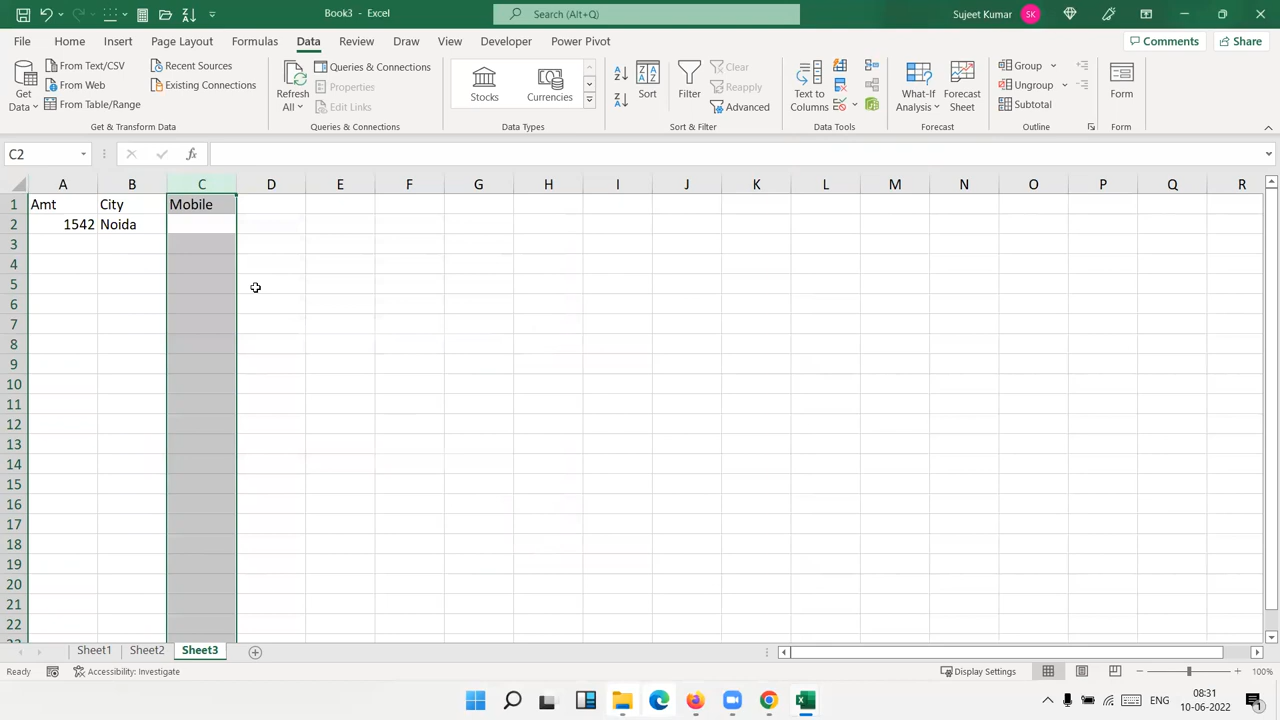 Book3 - Excel
Search (Alt+Q)
Sujeet Kumar
SK
File Home Insert Page Layout Formulas Data Review View Draw Developer Power Pivot
Comments
Share
Get Data
From Text/CSV
From Web
From Table/Range
Recent Sources
Existing Connections
Get & Transform Data
Refresh All
Queries & Connections
Properties
Edit Links
Queries & Connections
Stocks
Currencies
Data Types
Sort
Filter
Clear
Reapply
Advanced
Sort & Filter
Text to Columns
Data Tools
What-If Analysis
Forecast Sheet
Forecast
Group
Ungroup
Subtotal
Outline
Form
Form
C2
fx
A B C D E F G H I J K L M N O P Q R
1 Amt City Mobile
2 1542 Noida
3
4
5
6
7
8
9
10
11
12
13
14
15
16
17
18
19
20
21
22
Sheet1 Sheet2 Sheet3
Ready
Accessibility: Investigate
Display Settings
100%
ENG
08:31
10-06-2022
1